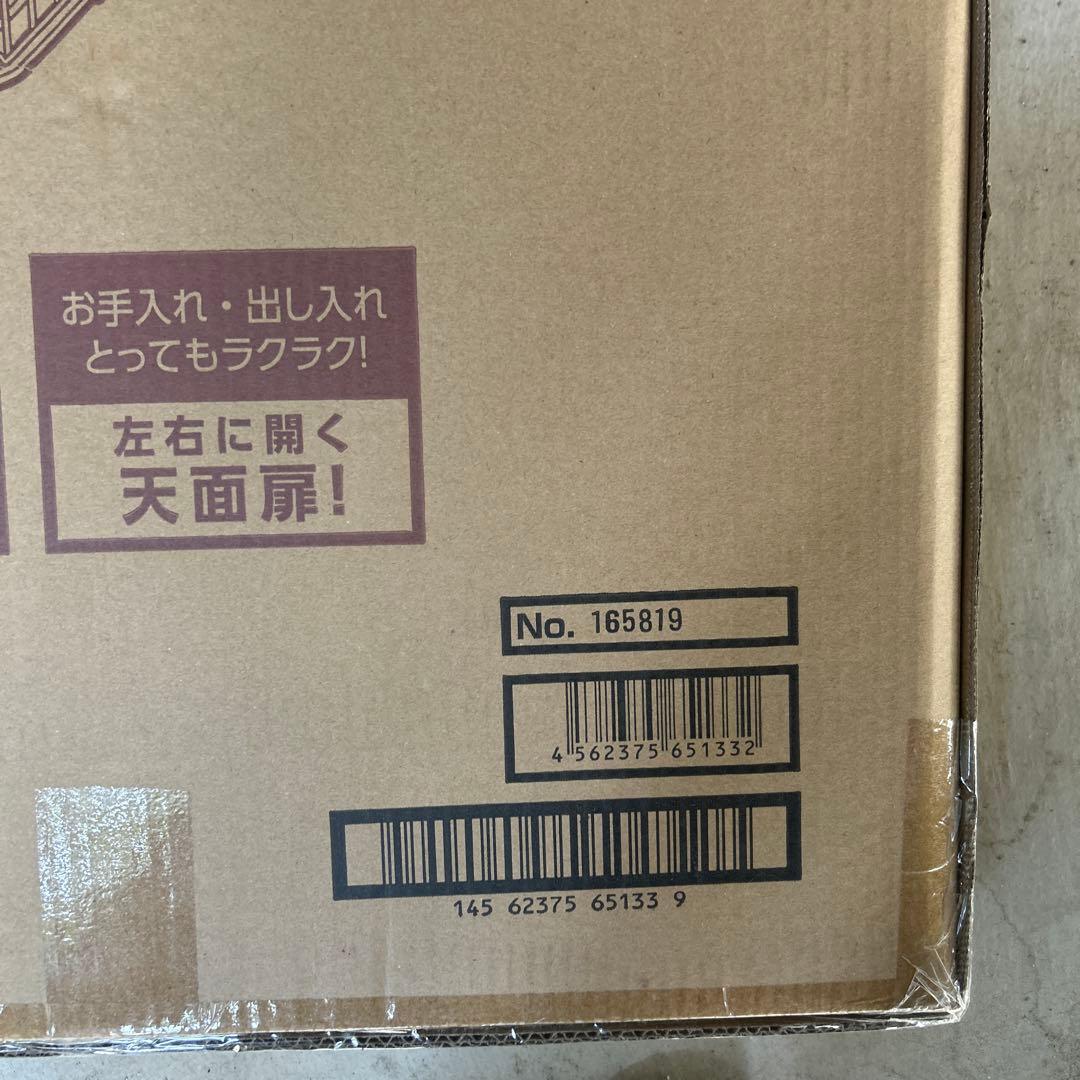 お手入れ・出し入れ
とってもラクラク!
左右に開く
天面扉!
No. 165819
4 562375 651332
145 62375 65133 9